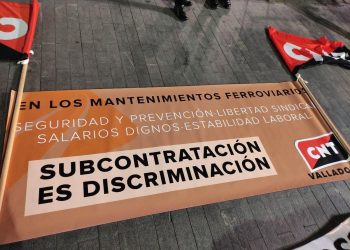 EN LOS MANTENIMIENTOS FERROVIARIOS
SEGURIDAD Y PREVENCIÓN-LIBERTAD SINDICAL
SALARIOS DIGNOS-ESTABILIDAD LABORAL
SUBCONTRATACIÓN
ES DISCRIMINACIÓN
CNT
VALLADO